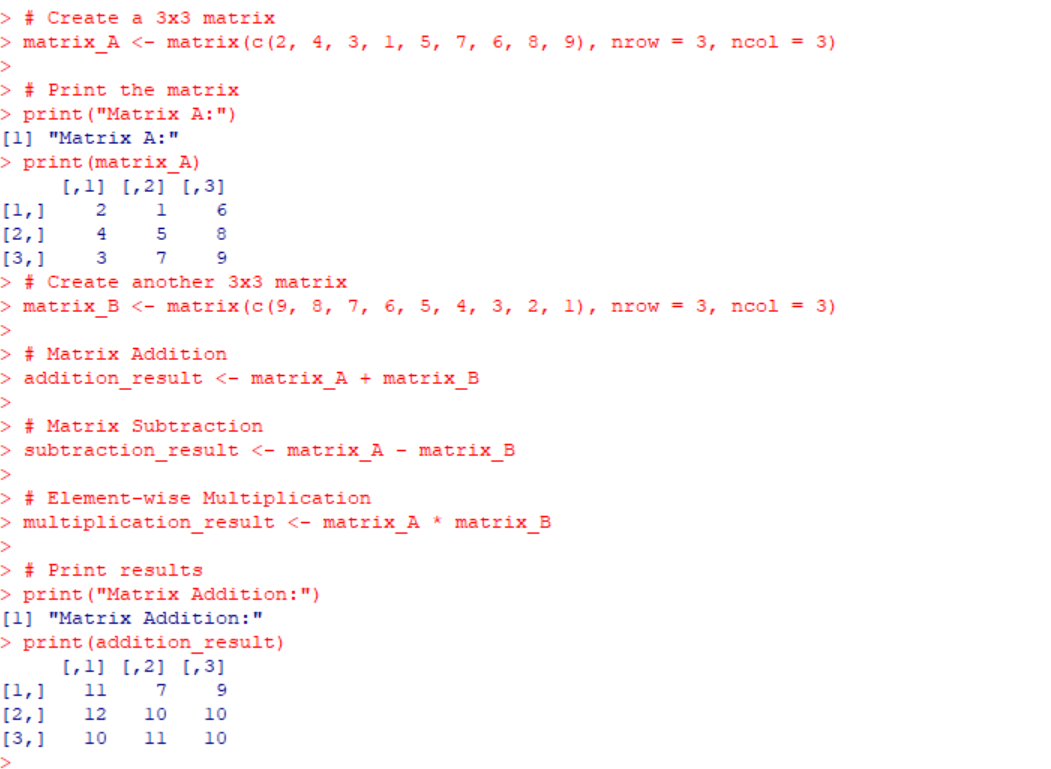 > # Create a 3x3 matrix
> matrix_A <- matrix(c(2, 4, 3, 1, 5, 7, 6, 8, 9), nrow = 3, ncol = 3)
>
> # Print the matrix
> print("Matrix A:")
[1] "Matrix A:"
> print(matrix_A)
     [,1] [,2] [,3]
[1,]    2    1    6
[2,]    4    5    8
[3,]    3    7    9
> # Create another 3x3 matrix
> matrix_B <- matrix(c(9, 8, 7, 6, 5, 4, 3, 2, 1), nrow = 3, ncol = 3)
>
> # Matrix Addition
> addition_result <- matrix_A + matrix_B
>
> # Matrix Subtraction
> subtraction_result <- matrix_A - matrix_B
>
> # Element-wise Multiplication
> multiplication_result <- matrix_A * matrix_B
>
> # Print results
> print("Matrix Addition:")
[1] "Matrix Addition:"
> print(addition_result)
     [,1] [,2] [,3]
[1,]   11    7    9
[2,]   12   10   10
[3,]   10   11   10
>